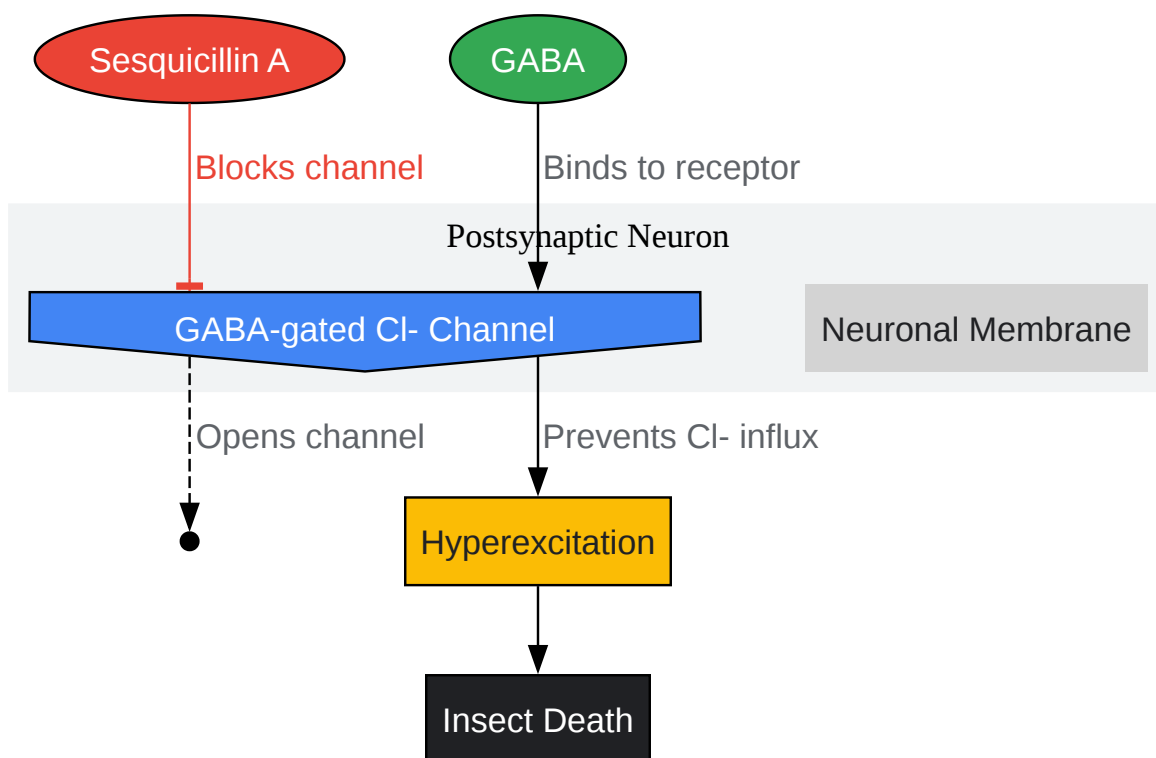 Sesquicillin A
GABA
Blocks channel
Binds to receptor
Postsynaptic Neuron
GABA-gated Cl- Channel
Neuronal Membrane
Opens channel
Prevents Cl- influx
Hyperexcitation
Insect Death